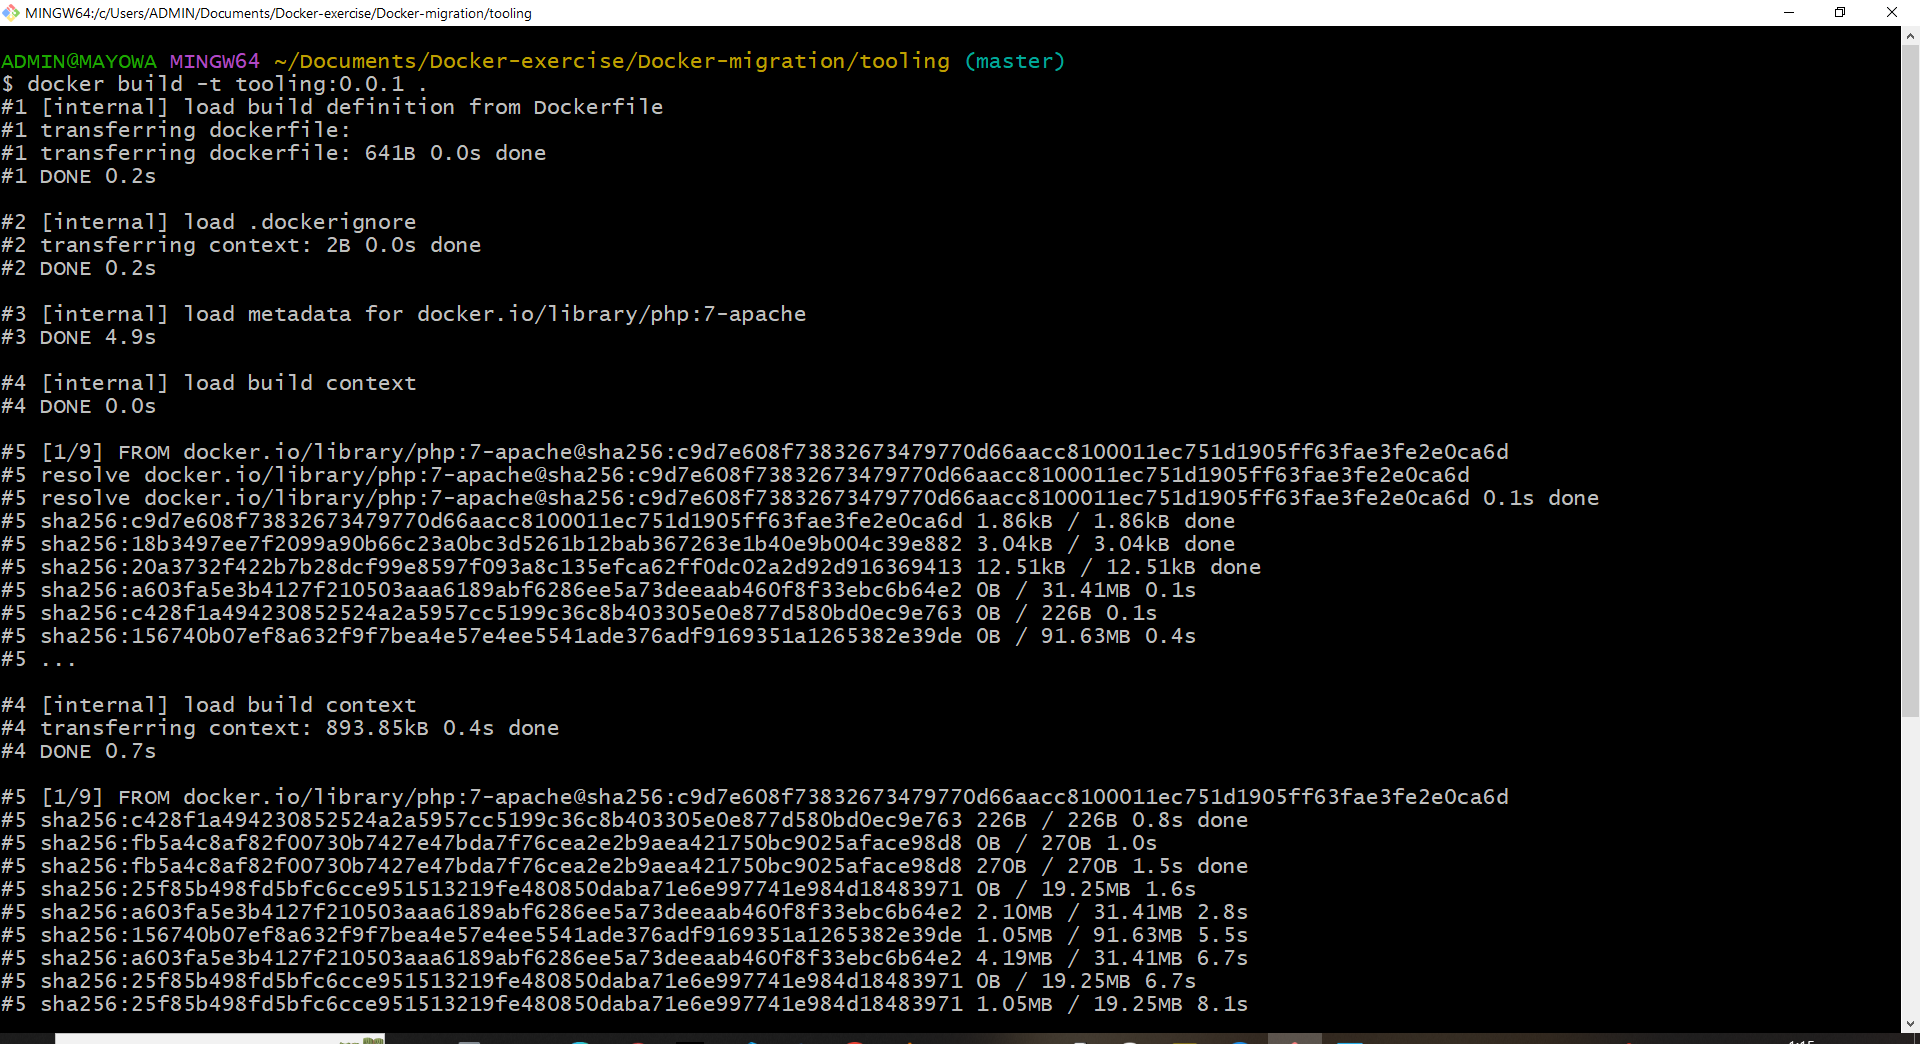 MINGW64:/c/Users/ADMIN/Documents/Docker-exercise/Docker-migration/tooling
ADMIN@MAYOWA MINGW64 ~/Documents/Docker-exercise/Docker-migration/tooling (master)
$ docker build -t tooling:0.0.1 .
#1 [internal] load build definition from Dockerfile
#1 transferring dockerfile:
#1 transferring dockerfile: 641B 0.0s done
#1 DONE 0.2s
#2 [internal] load .dockerignore
#2 transferring context: 2B 0.0s done
#2 DONE 0.2s
#3 [internal] load metadata for docker.io/library/php:7-apache
#3 DONE 4.9s
#4 [internal] load build context
#4 DONE 0.0s
#5 [1/9] FROM docker.io/library/php:7-apache@sha256:c9d7e608f73832673479770d66aacc8100011ec751d1905ff63fae3fe2e0ca6d
#5 resolve docker.io/library/php:7-apache@sha256:c9d7e608f73832673479770d66aacc8100011ec751d1905ff63fae3fe2e0ca6d
#5 resolve docker.io/library/php:7-apache@sha256:c9d7e608f73832673479770d66aacc8100011ec751d1905ff63fae3fe2e0ca6d 0.1s done
#5 sha256:c9d7e608f73832673479770d66aacc8100011ec751d1905ff63fae3fe2e0ca6d 1.86kB / 1.86kB done
#5 sha256:18b3497ee7f2099a90b66c23a0bc3d5261b12bab367263e1b40e9b004c39e882 3.04kB / 3.04kB done
#5 sha256:20a3732f422b7b28dcf99e8597f093a8c135efca62ff0dc02a2d92d916369413 12.51kB / 12.51kB done
#5 sha256:a603fa5e3b4127f210503aaa6189abf6286ee5a73deeaab460f8f33ebc6b64e2 0B / 31.41MB 0.1s
#5 sha256:c428f1a494230852524a2a5957cc5199c36c8b403305e0e877d580bd0ec9e763 0B / 226B 0.1s
#5 sha256:156740b07ef8a632f9f7bea4e57e4ee5541ade376adf9169351a1265382e39de 0B / 91.63MB 0.4s
#5 ...
#4 [internal] load build context
#4 transferring context: 893.85kB 0.4s done
#4 DONE 0.7s
#5 [1/9] FROM docker.io/library/php:7-apache@sha256:c9d7e608f73832673479770d66aacc8100011ec751d1905ff63fae3fe2e0ca6d
#5 sha256:c428f1a494230852524a2a5957cc5199c36c8b403305e0e877d580bd0ec9e763 226B / 226B 0.8s done
#5 sha256:fb5a4c8af82f00730b7427e47bda7f76cea2e2b9aea421750bc9025aface98d8 0B / 270B 1.0s
#5 sha256:fb5a4c8af82f00730b7427e47bda7f76cea2e2b9aea421750bc9025aface98d8 270B / 270B 1.5s done
#5 sha256:25f85b498fd5bfc6cce951513219fe480850daba71e6e997741e984d18483971 0B / 19.25MB 1.6s
#5 sha256:a603fa5e3b4127f210503aaa6189abf6286ee5a73deeaab460f8f33ebc6b64e2 2.10MB / 31.41MB 2.8s
#5 sha256:156740b07ef8a632f9f7bea4e57e4ee5541ade376adf9169351a1265382e39de 1.05MB / 91.63MB 5.5s
#5 sha256:a603fa5e3b4127f210503aaa6189abf6286ee5a73deeaab460f8f33ebc6b64e2 4.19MB / 31.41MB 6.7s
#5 sha256:25f85b498fd5bfc6cce951513219fe480850daba71e6e997741e984d18483971 0B / 19.25MB 6.7s
#5 sha256:25f85b498fd5bfc6cce951513219fe480850daba71e6e997741e984d18483971 1.05MB / 19.25MB 8.1s